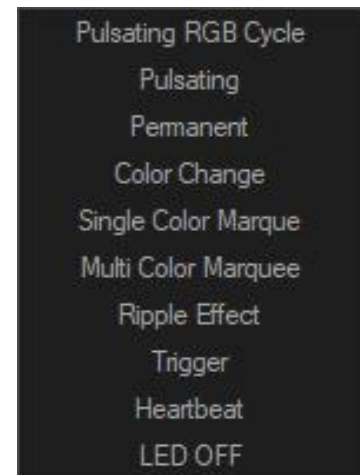 Pulsating RGB Cycle
Pulsating
Permanent
Color Change
Single Color Marque
Multi Color Marquee
Ripple Effect
Trigger
Heartbeat
LED OFF